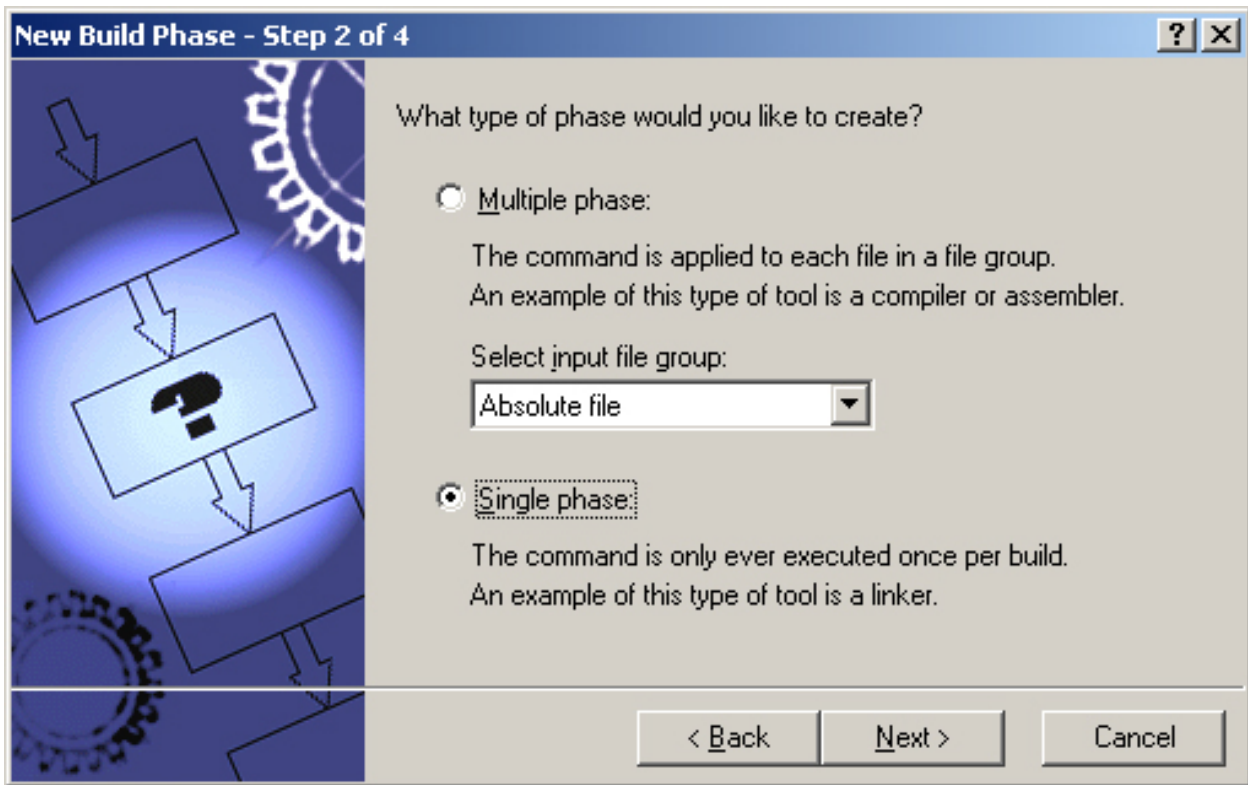 New Build Phase - Step 2 of 4
What type of phase would you like to create?
Multiple phase:
The command is applied to each file in a file group.
An example of this type of tool is a compiler or assembler.
Select input file group:
Absolute file
Single phase:
The command is only ever executed once per build.
An example of this type of tool is a linker.
< Back
Next >
Cancel